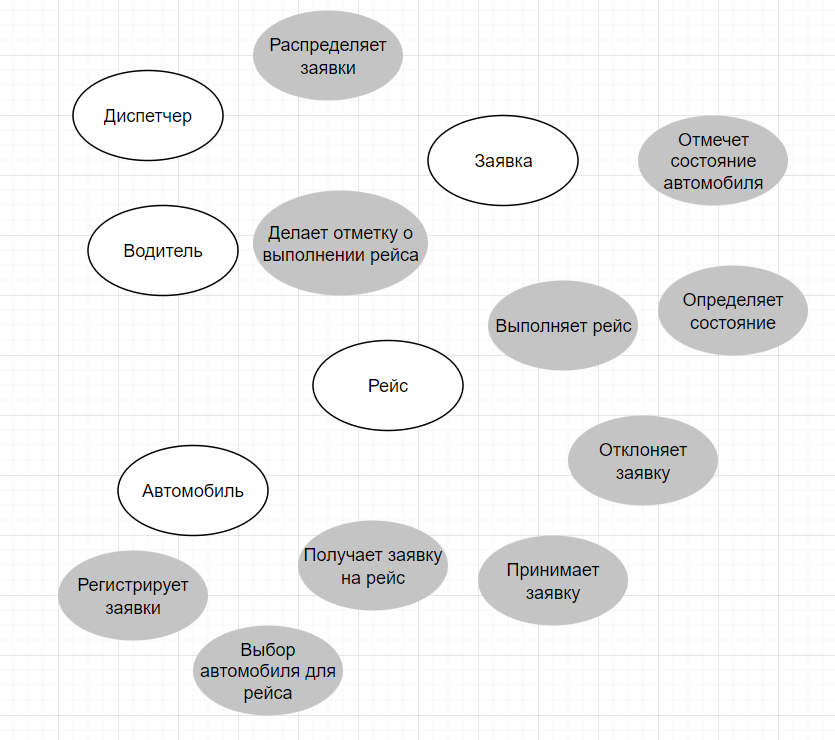 Распределяет
заявки
Диспетчер
Заявка
Отмечет
состояние
автомобиля
Водитель
Делает отметку о
выполнении рейса
Выполняет рейс
Определяет
состояние
Рейс
Отклоняет
заявку
Автомобиль
Получает заявку
на рейс
Принимает
заявку
Регистрирует
заявки
Выбор
автомобиля для
рейса